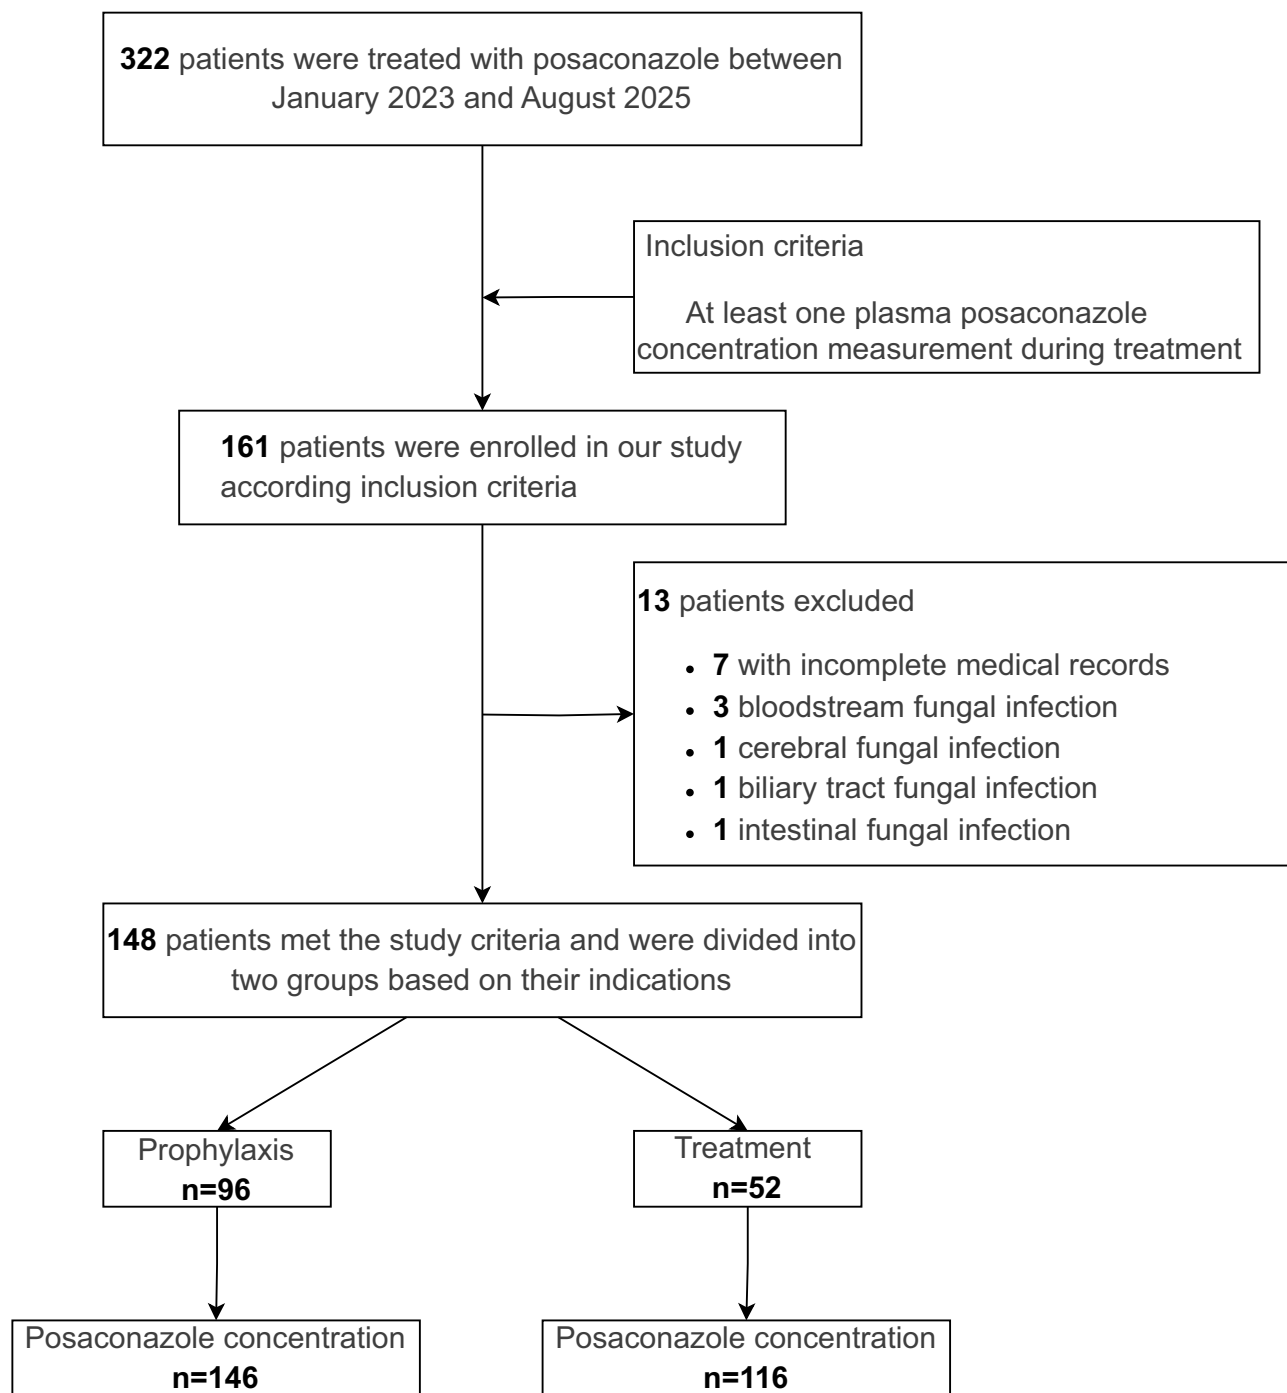 322 patients were treated with posaconazole between
January 2023 and August 2025
Inclusion criteria
At least one plasma posaconazole
concentration measurement during treatment
161 patients were enrolled in our study
according inclusion criteria
13 patients excluded
• 7 with incomplete medical records
• 3 bloodstream fungal infection
• 1 cerebral fungal infection
• 1 biliary tract fungal infection
• 1 intestinal fungal infection
148 patients met the study criteria and were divided into
two groups based on their indications
Prophylaxis
n=96
Treatment
n=52
Posaconazole concentration
n=146
Posaconazole concentration
n=116